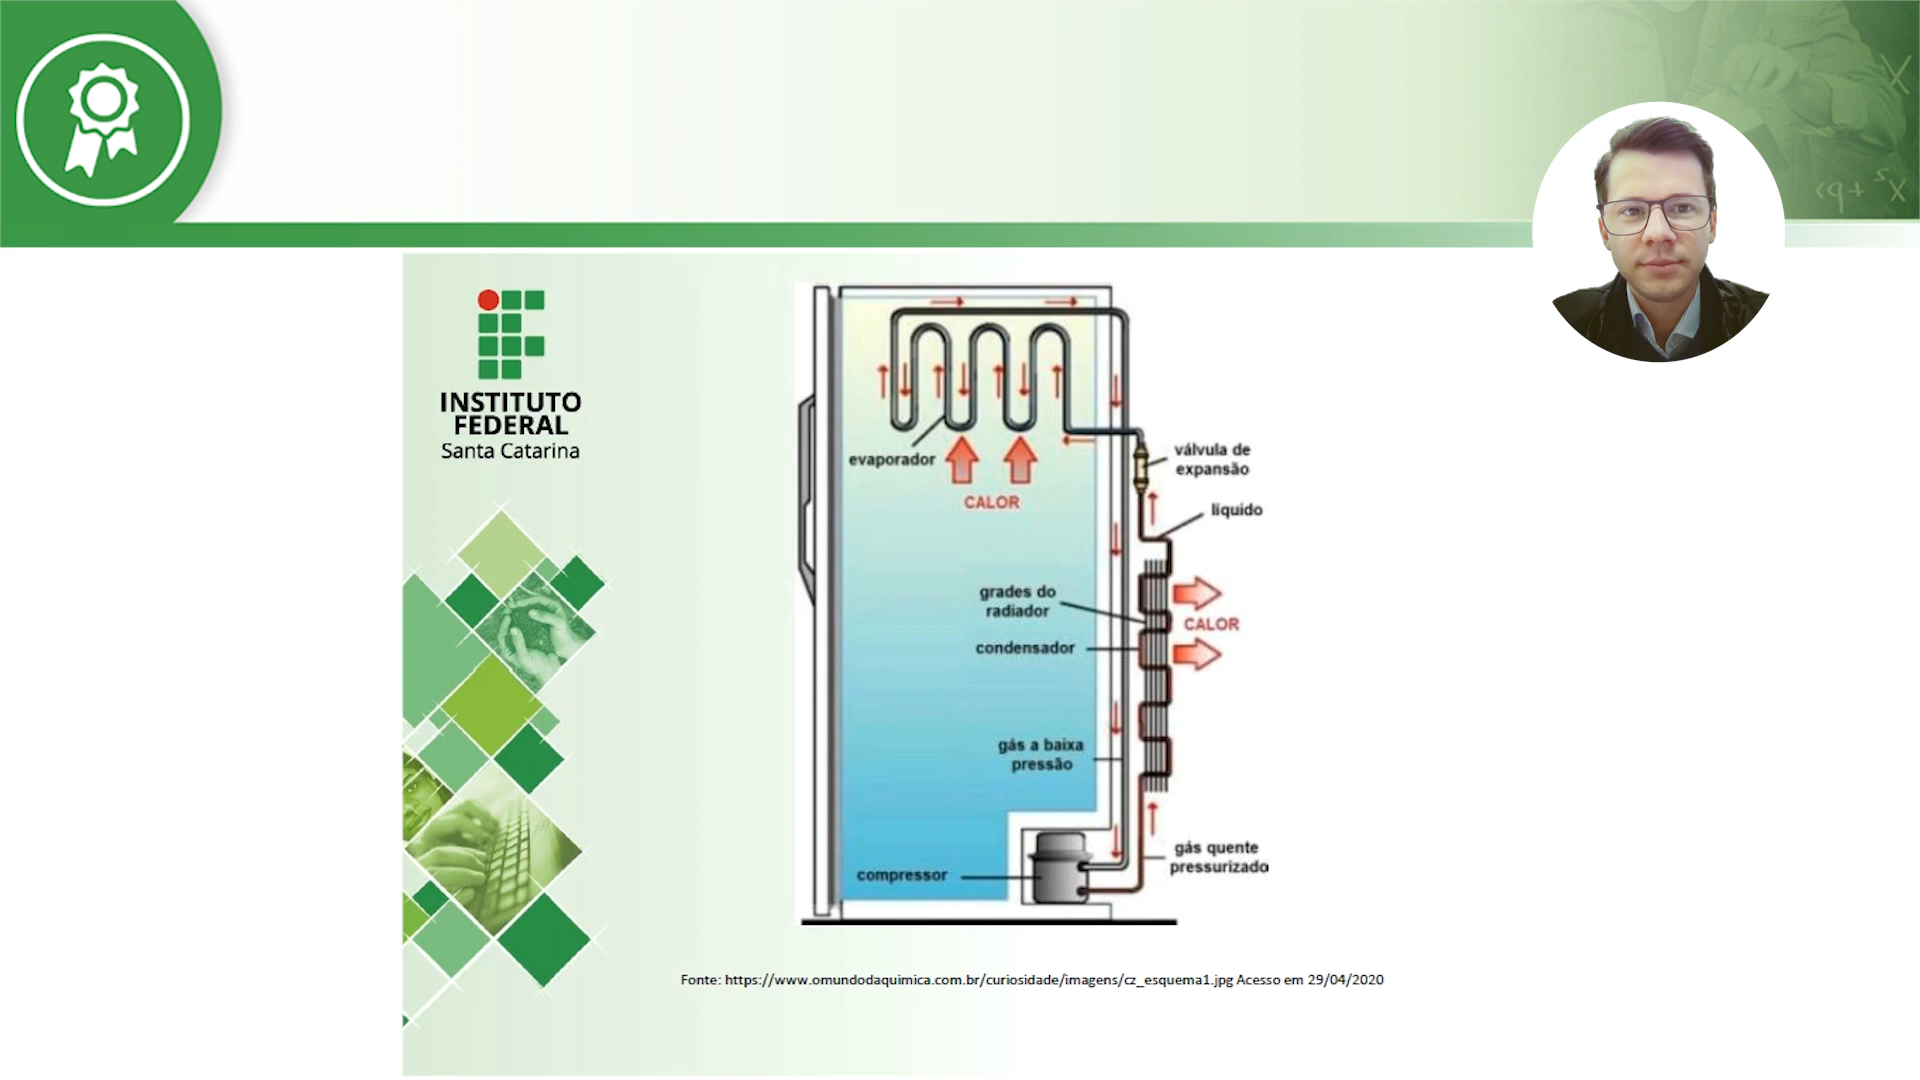 INSTITUTO
FEDERAL
Santa Catarina
evaporador
CALOR
válvula de
expansão
líquido
grades do
radiador
CALOR
condensador
gás a baixa
pressão
gás quente
pressurizado
compressor
Fonte: https://www.omundodaquimica.com.br/curiosidade/imagens/cz_esquema1.jpg Acesso em 29/04/2020